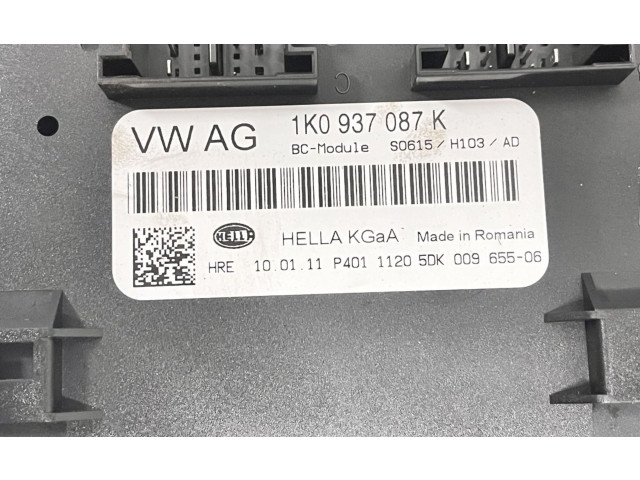 VW AG 1K0 937 087 K
BC-Module S0615/H103/AD
HELLA HELLA KGaA Made in Romania
HRE 10.01.11 P401 1120 5DK 009 655-06
C